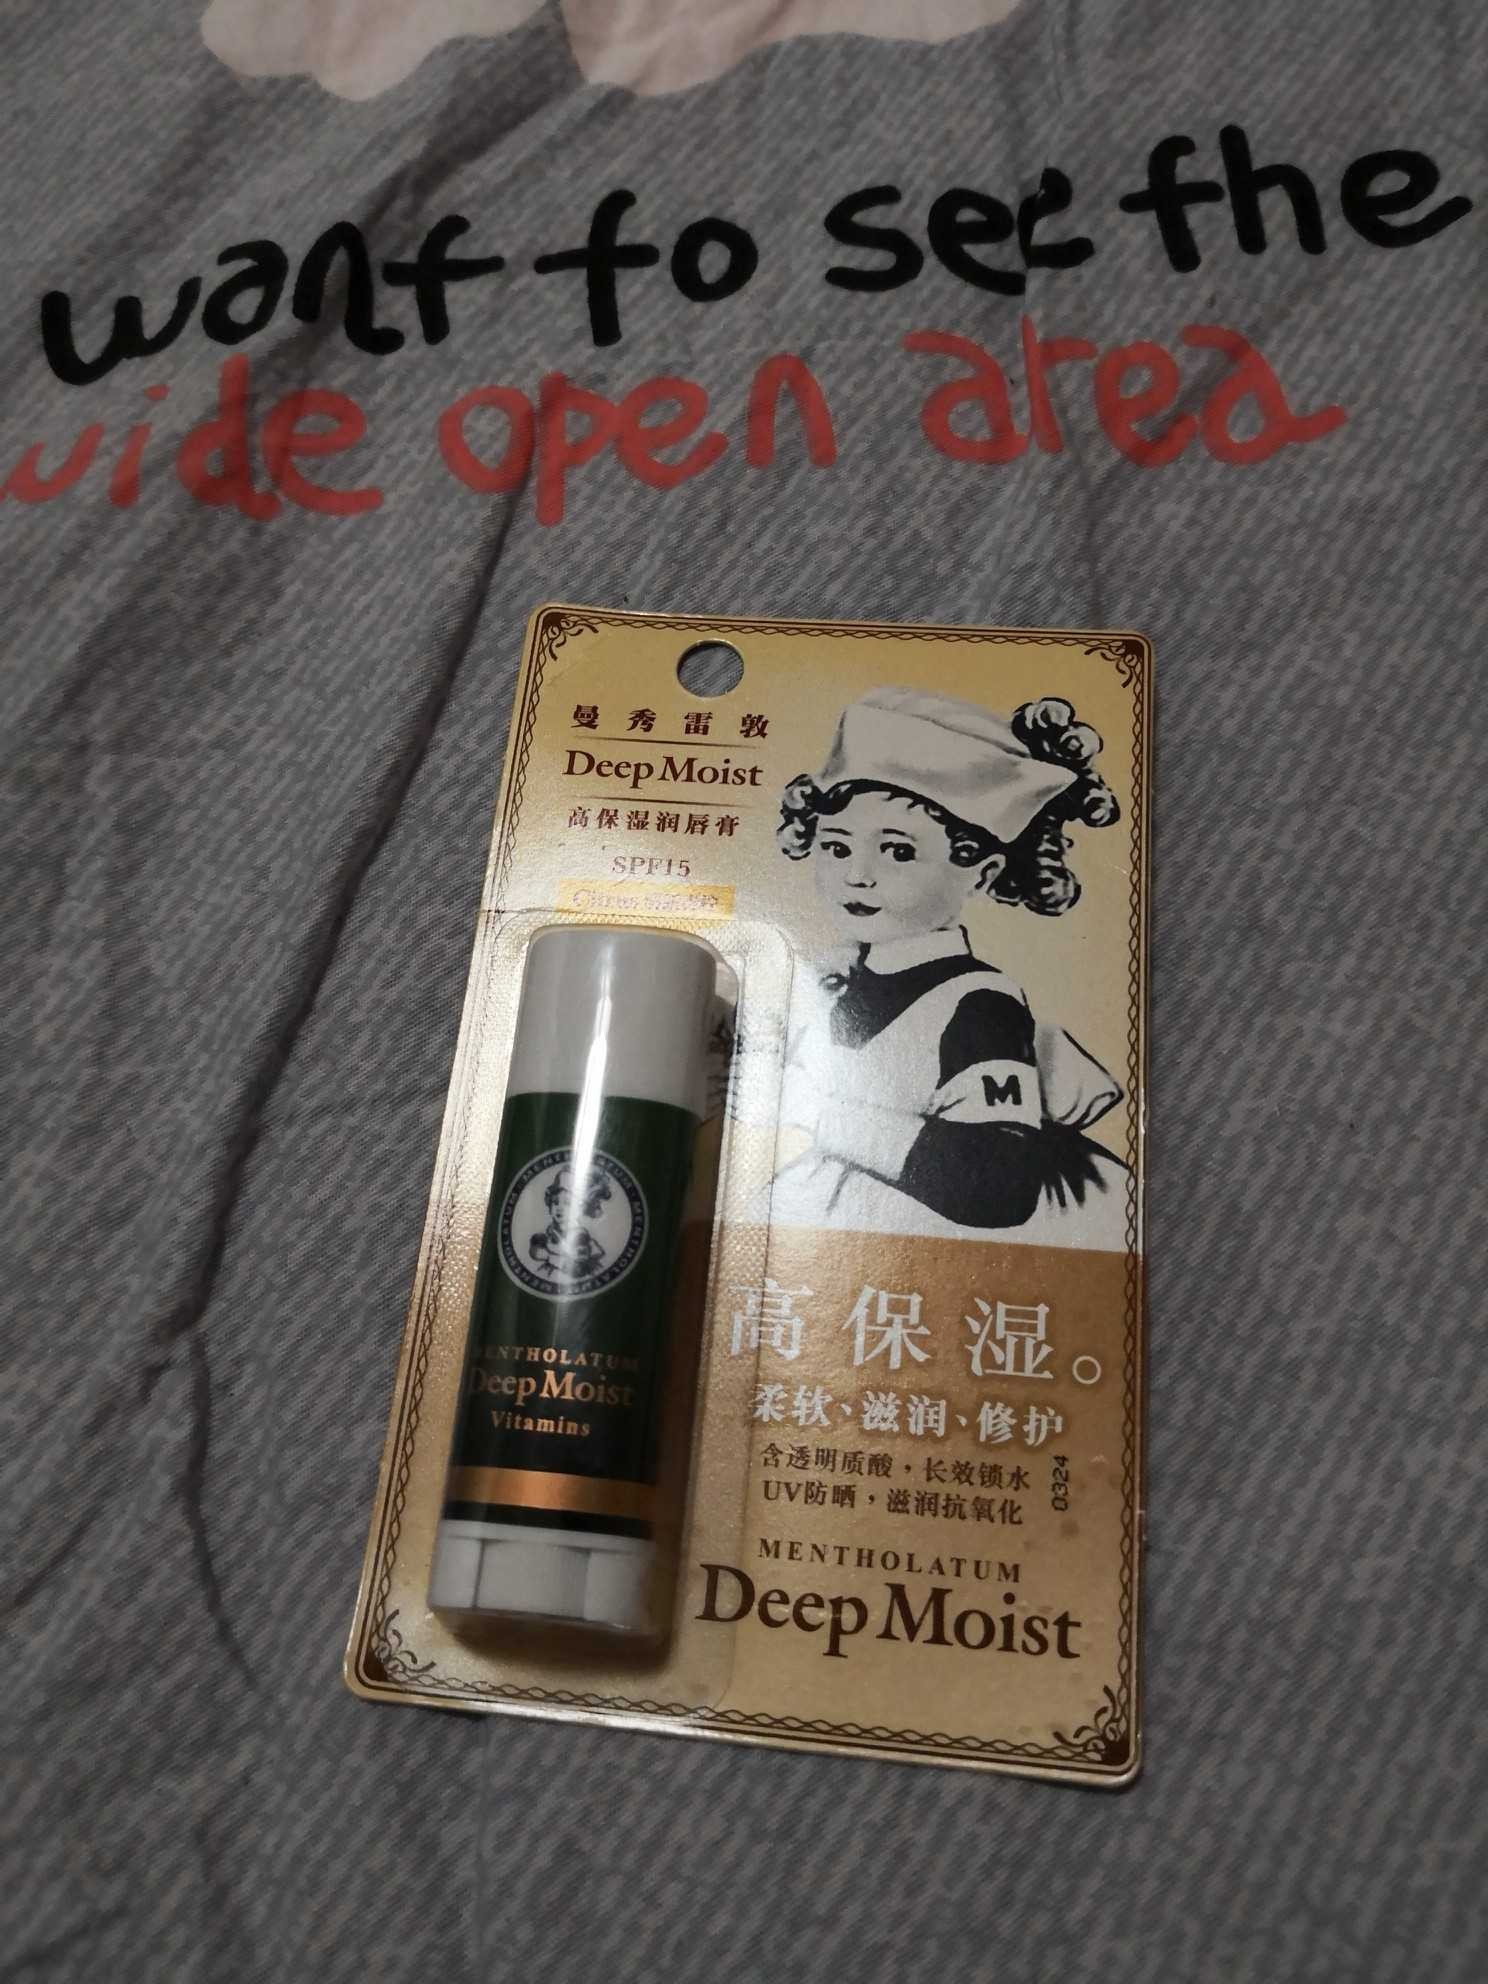 want to see the
wide open area
曼秀雷敦
Deep Moist
高保湿润唇膏
SPF15
M
MENTHOLATUM
Deep Moist
Vitamins
高保湿。
柔软、滋润、修护
含透明质酸，长效锁水
UV防晒，滋润抗氧化
0324
MENTHOLATUM
Deep Moist